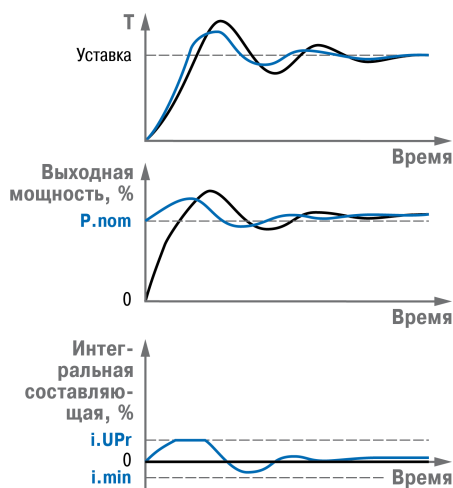 T
Уставка
Время
Выходная
мощность, %
P.nom
0
Время
Интег-
ральная
составляю-
щая, %
i.UPr
0
i.min
Время